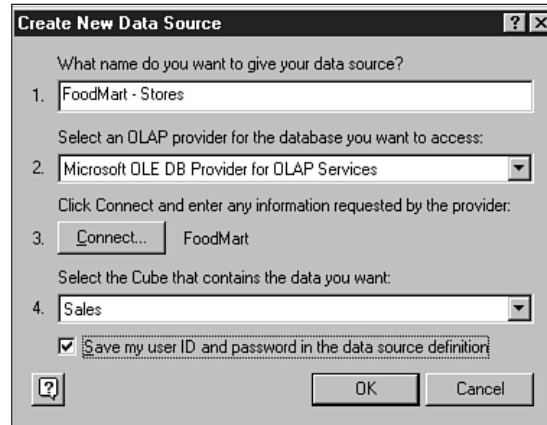 Create New Data Source
What name do you want to give your data source?
1. FoodMart - Stores
Select an OLAP provider for the database you want to access:
2. Microsoft OLE DB Provider for OLAP Services
Click Connect and enter any information requested by the provider:
3. Connect... FoodMart
Select the Cube that contains the data you want:
4. Sales
Save my user ID and password in the data source definition
OK Cancel